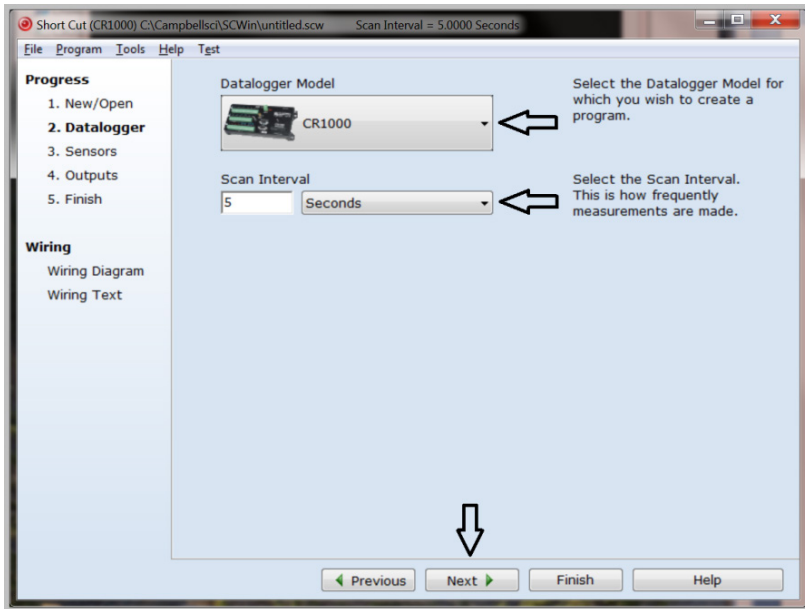 Short Cut (CR1000) C:\Campbellsci\SCWin\untitled.scw Scan Interval = 5.0000 Seconds
File Program Tools Help Test
Progress
1. New/Open
2. Datalogger
3. Sensors
4. Outputs
5. Finish
Wiring
Wiring Diagram
Wiring Text
Datalogger Model
CR1000
Select the Datalogger Model for
which you wish to create a
program.
Scan Interval
5 Seconds
Select the Scan Interval.
This is how frequently
measurements are made.
Previous Next Finish Help